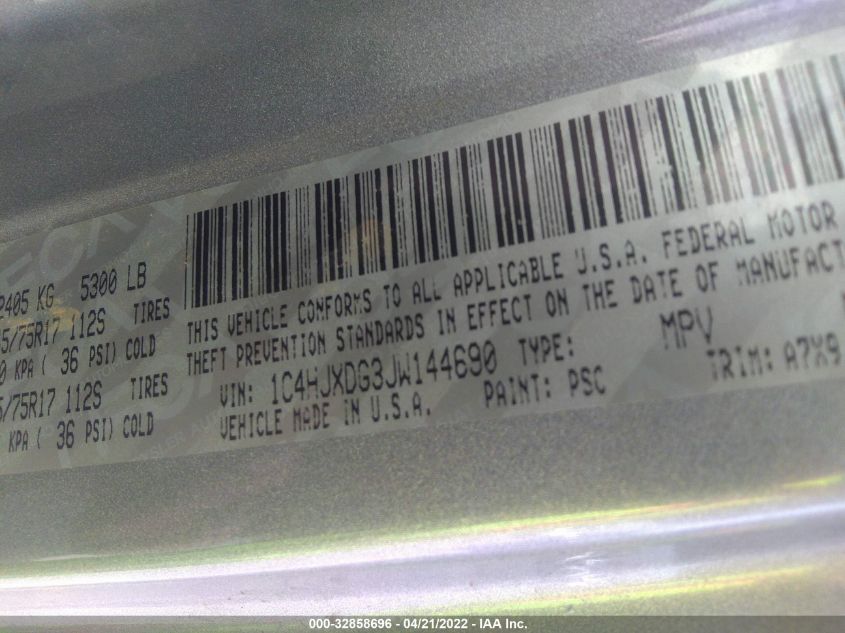 2405 KG 5300 LB
5/75R17 112S TIRES
0 KPA ( 36 PSI) COLD
5/75R17 112S TIRES
KPA ( 36 PSI) COLD
THIS VEHICLE CONFORMS TO ALL APPLICABLE U.S.A. FEDERAL MOTOR
THEFT PREVENTION STANDARDS IN EFFECT ON THE DATE OF MANUFACT
VIN: 1C4HJXDG3JW144690 TYPE: MPV
VEHICLE MADE IN U.S.A. PAINT: PSC TRIM: A7X9
000-32858696 - 04/21/2022 - IAA Inc.